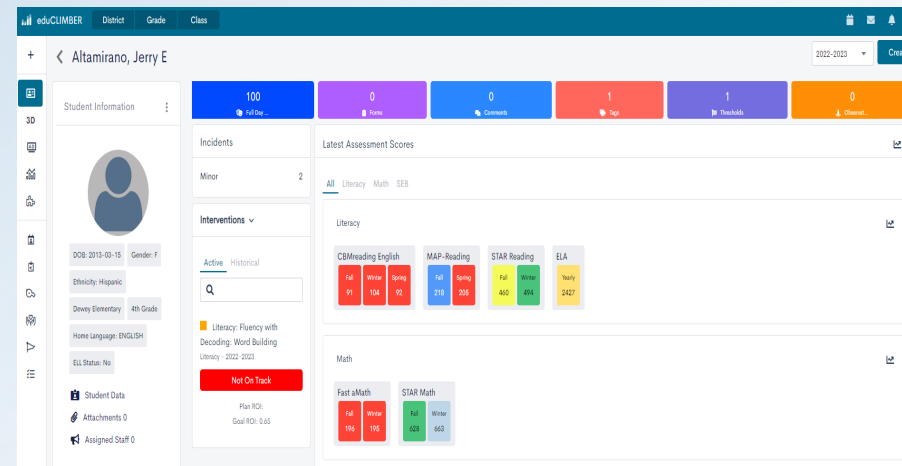 eduCLIMBER District Grade Class
Altamirano, Jerry E
2022-2023
Crea
Student Information
3D
DOB: 2013-03-15 Gender: F
Ethnicity: Hispanic
Dewey Elementary 4th Grade
Home Language: ENGLISH
ELL Status: No
Student Data
Attachments 0
Assigned Staff 0
100
Full Day ...
0
Forms
0
Comments
1
Tags
1
Thresholds
0
Observat...
Incidents
Minor 2
Interventions
Active Historical
Literacy: Fluency with
Decoding: Word Building
Literacy - 2022-2023
Not On Track
Plan ROI:
Goal ROI: 0.65
Latest Assessment Scores
All Literacy Math SEB
Literacy
CBMreading English MAP-Reading STAR Reading ELA
Fall Winter Spring Fall Spring Fall Winter Yearly
91 104 92 218 205 460 494 2427
Math
Fast aMath STAR Math
Fall Winter Fall Winter
196 195 628 663